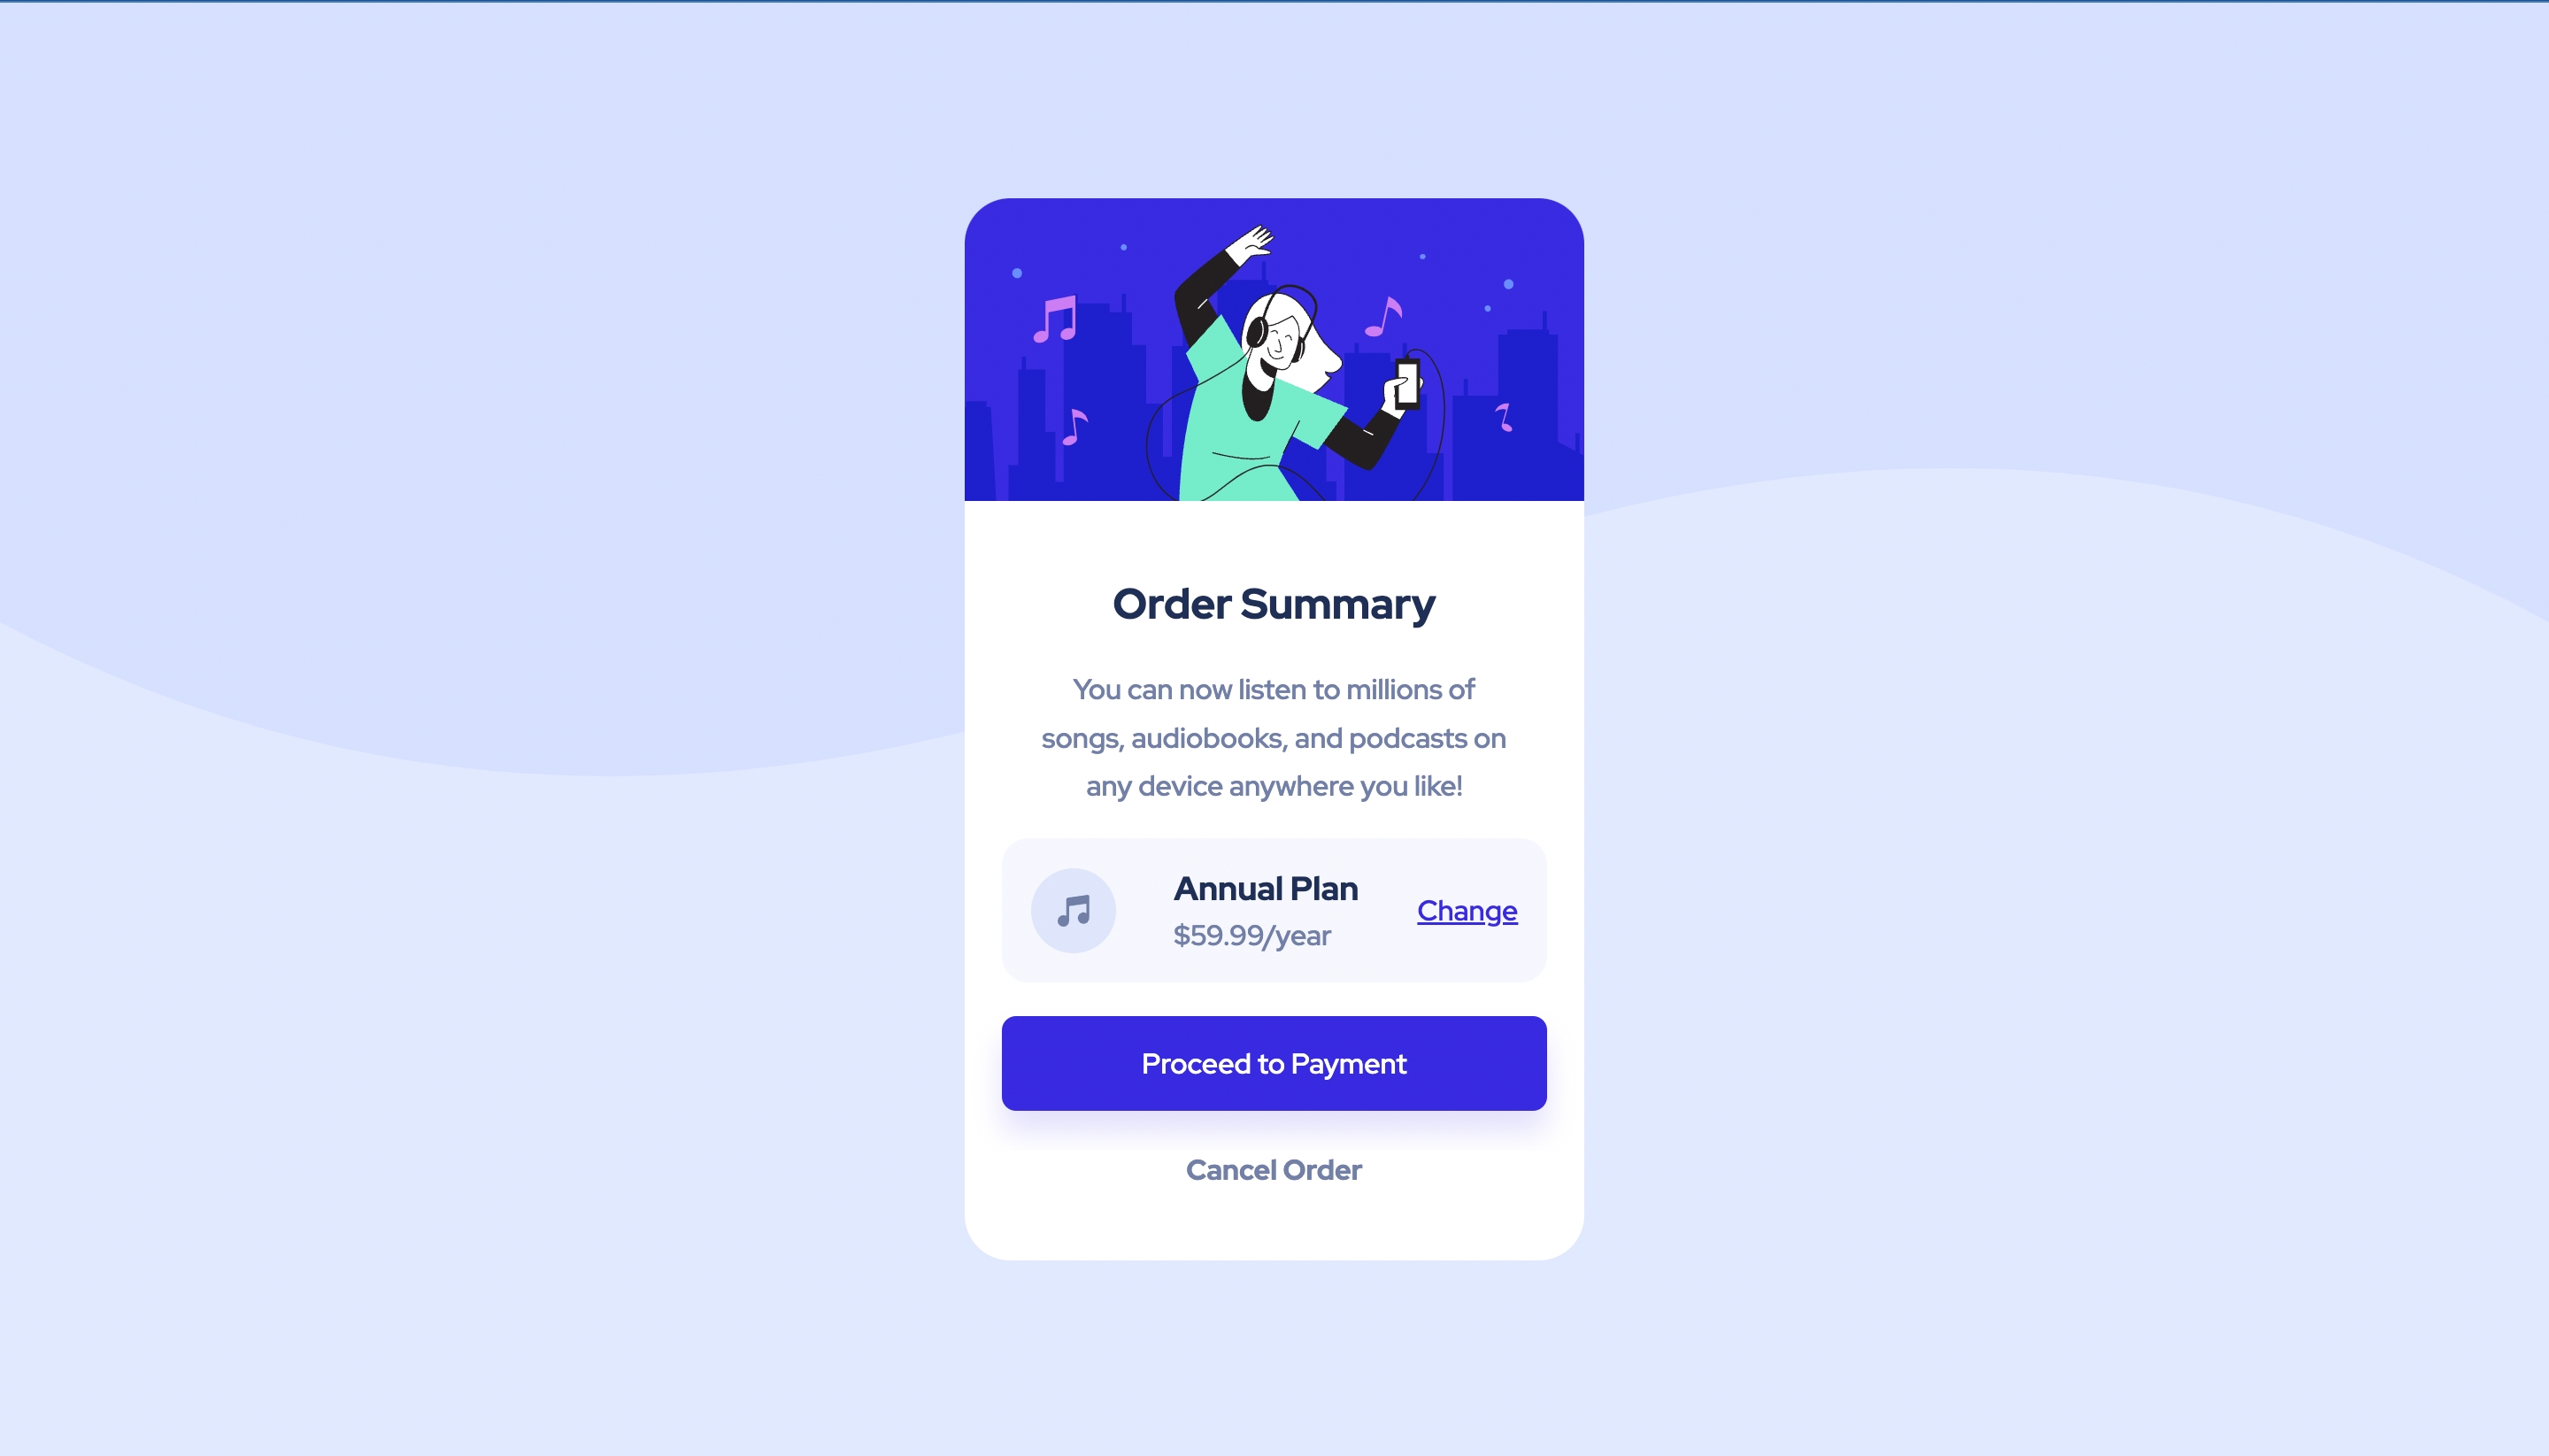 Order Summary
You can now listen to millions of
songs, audiobooks, and podcasts on
any device anywhere you like!
Annual Plan
$59.99/year
Change
Proceed to Payment
Cancel Order